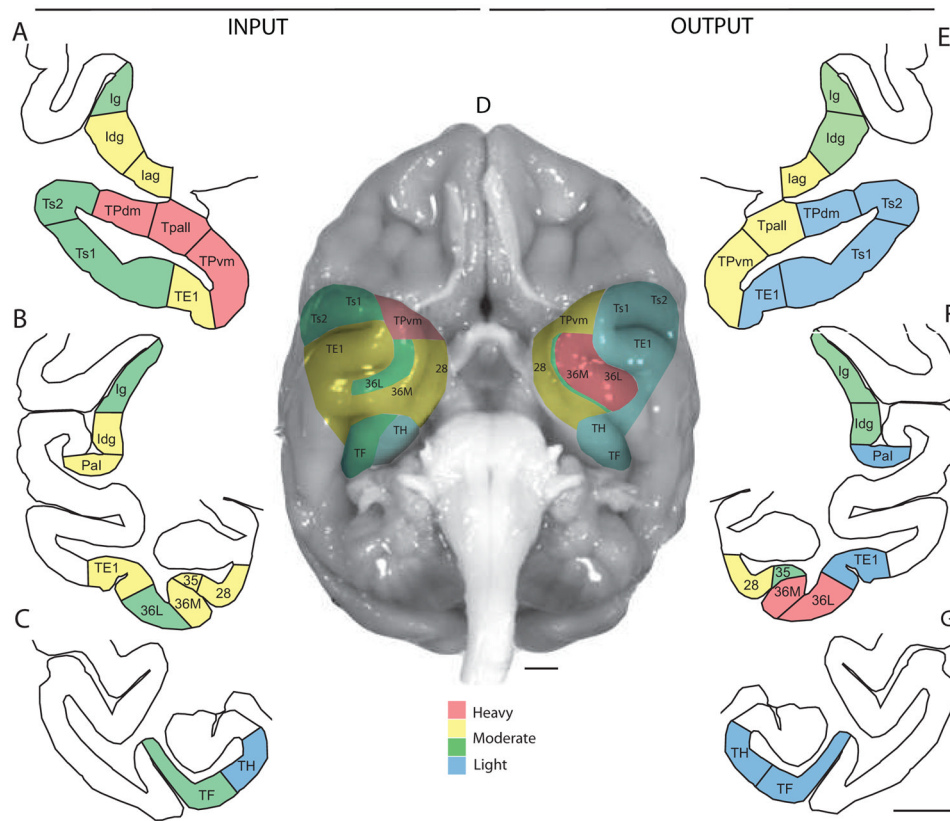 INPUT
OUTPUT
A
Ig
Idg
Iag
Ts2
TPdm
Tpall
TPvm
Ts1
TE1
B
Ig
Idg
Pal
TE1
35
28
36L
36M
C
TH
TF
D
Ts1
Ts2
TPvm
TE1
28
36L
36M
TH
TF
Ts1
Ts2
TPvm
TE1
28
36M
36L
TH
TF
Heavy
Moderate
Light
E
Ig
Idg
Iag
Tpall
TPdm
Ts2
TPvm
Ts1
TE1
F
Ig
Idg
Pal
TE1
28
35
36M
36L
G
TH
TF